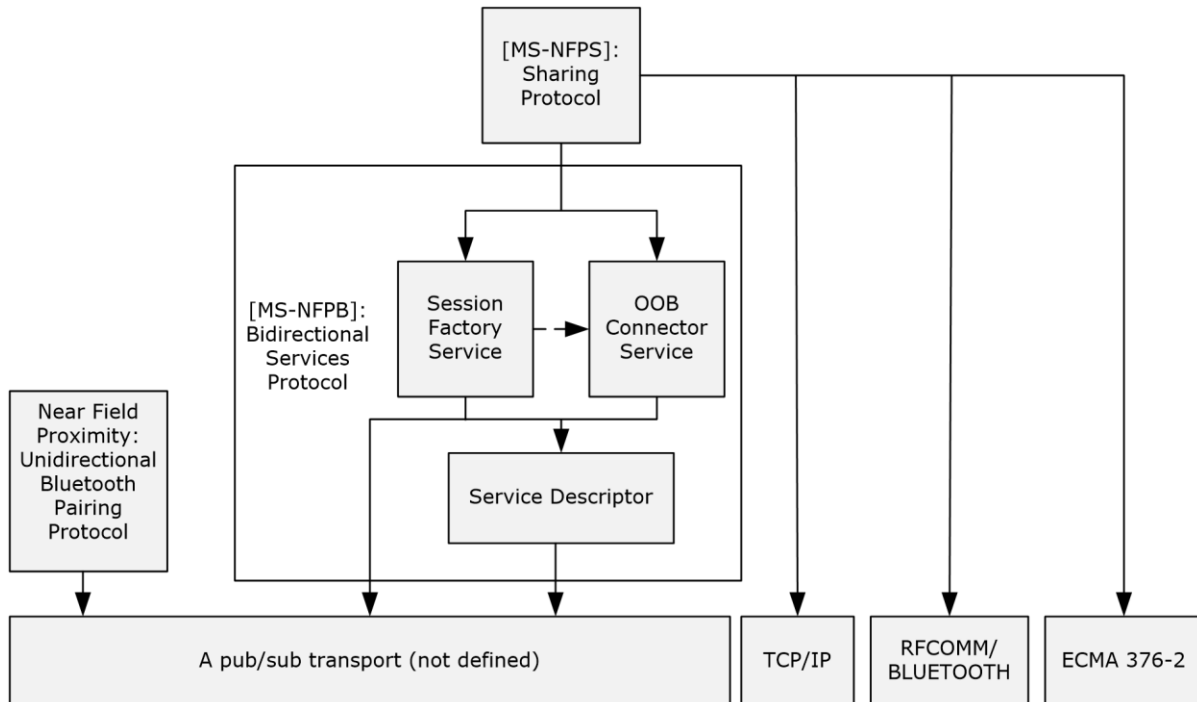 [MS-NFPS]:
Sharing
Protocol
[MS-NFPB]:
Bidirectional
Services
Protocol
Session
Factory
Service
OOB
Connector
Service
Near Field
Proximity:
Unidirectional
Bluetooth
Pairing
Protocol
Service Descriptor
A pub/sub transport (not defined)
TCP/IP
RFCOMM/
BLUETOOTH
ECMA 376-2